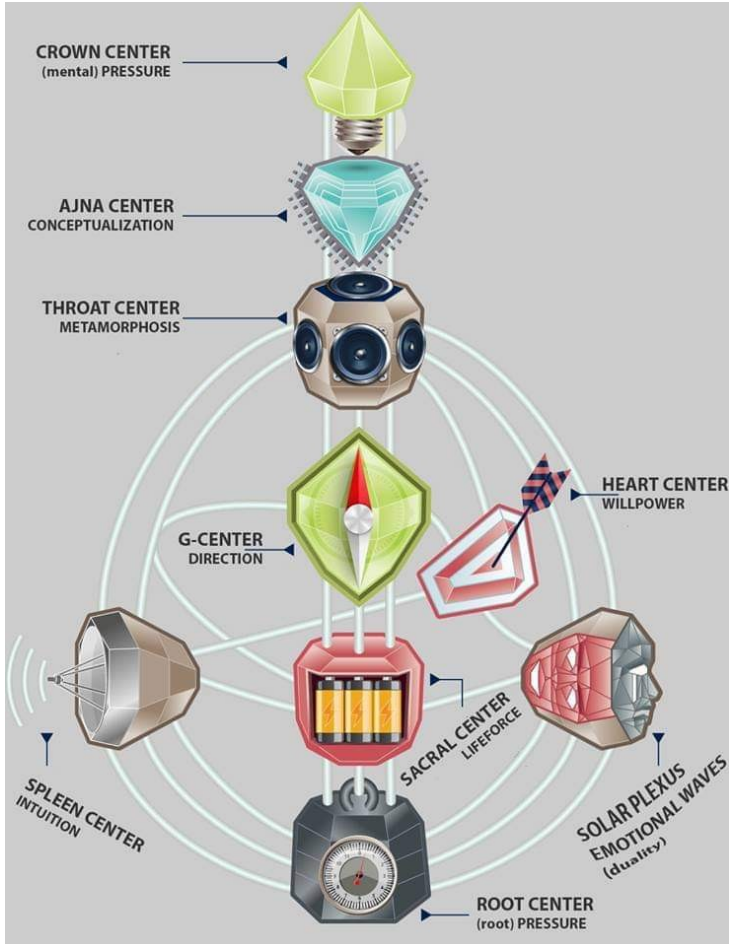 CROWN CENTER
(mental) PRESSURE
AJNA CENTER
CONCEPTUALIZATION
THROAT CENTER
METAMORPHOSIS
HEART CENTER
WILLPOWER
G-CENTER
DIRECTION
SACRAL CENTER
LIFEFORCE
SPLEEN CENTER
INTUITION
SOLAR PLEXUS
EMOTIONAL WAVES
(duality)
ROOT CENTER
(root) PRESSURE